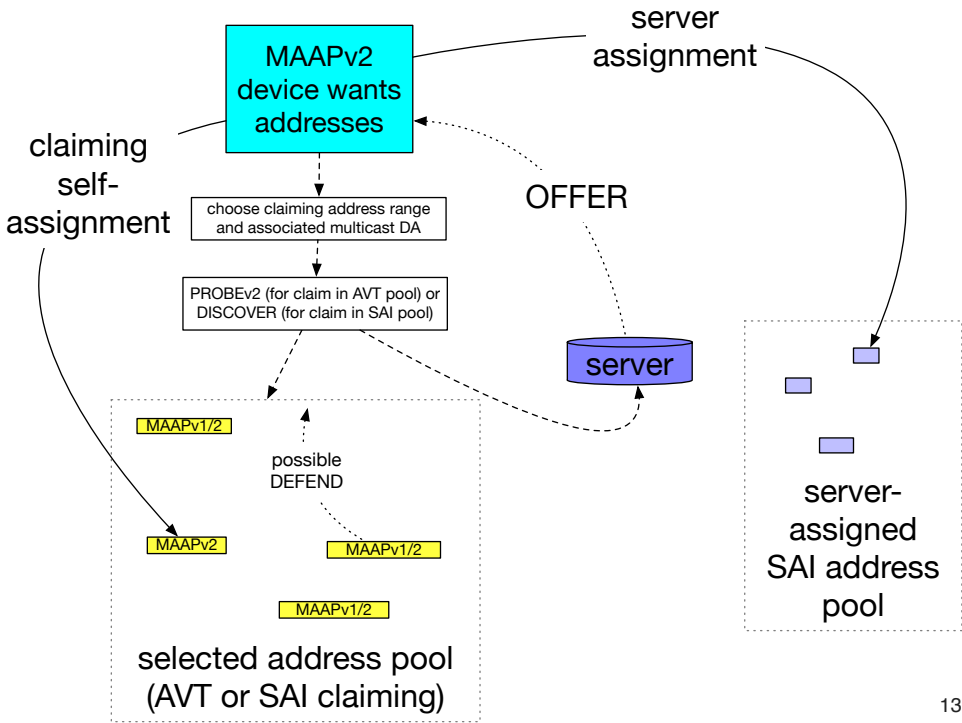 server
assignment
MAAPv2
device wants
addresses
claiming
self-
assignment
OFFER
choose claiming address range
and associated multicast DA
PROBEv2 (for claim in AVT pool) or
DISCOVER (for claim in SAI pool)
server
MAAPv1/2
possible
DEFEND
MAAPv2
MAAPv1/2
MAAPv1/2
server-
assigned
SAI address
pool
selected address pool
(AVT or SAI claiming)
13